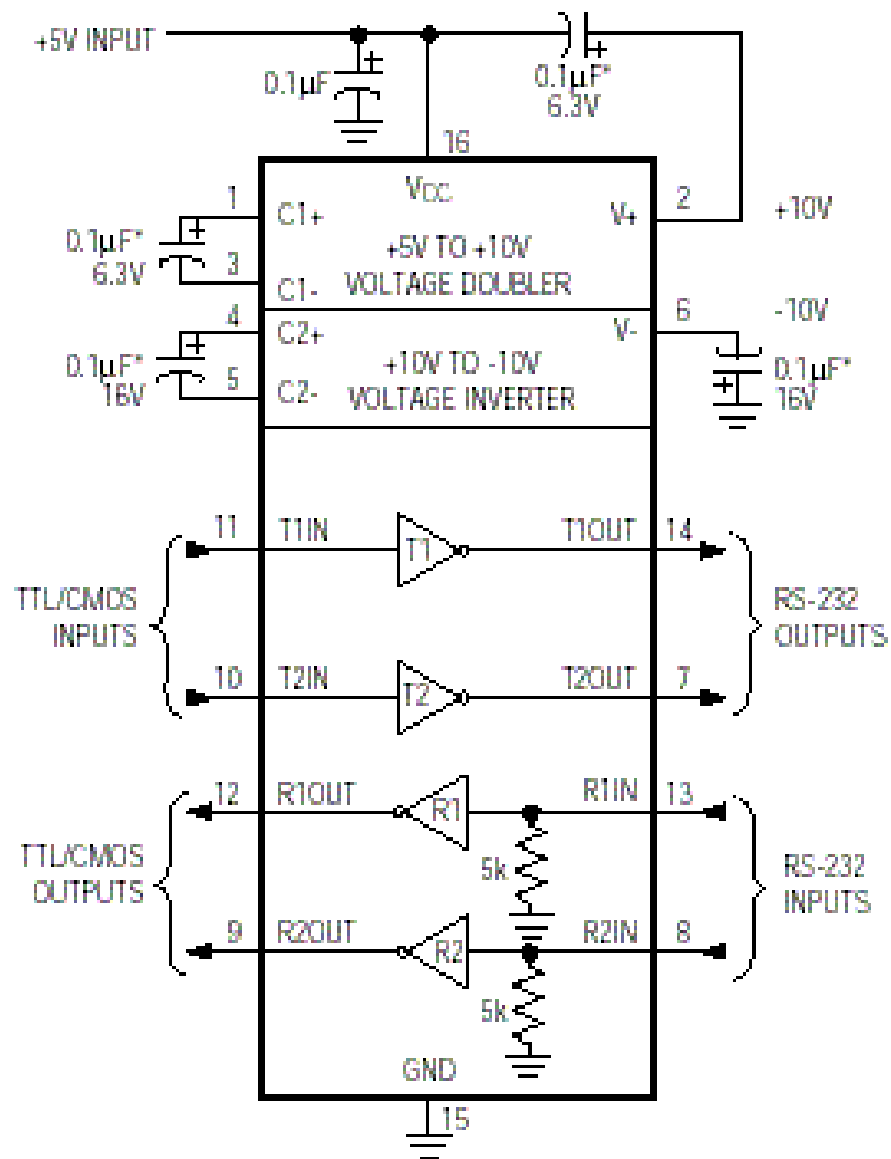 +5V INPUT
0.1µF
+
+
0.1µF*
6.3V
16
VCC
1
C1+
V+
2
+10V
+
0.1µF*
6.3V
+5V TO +10V
VOLTAGE DOUBLER
3
C1-
4
C2+
V-
6
-10V
+
0.1µF*
16V
+10V TO -10V
VOLTAGE INVERTER
5
C2-
+
0.1µF*
16V
11
T1IN
T1
T1OUT
14
TTL/CMOS
INPUTS
RS-232
OUTPUTS
10
T2IN
T2
T2OUT
7
12
R1OUT
R1
R1IN
13
5k
TTL/CMOS
OUTPUTS
RS-232
INPUTS
9
R2OUT
R2
R2IN
8
5k
GND
15